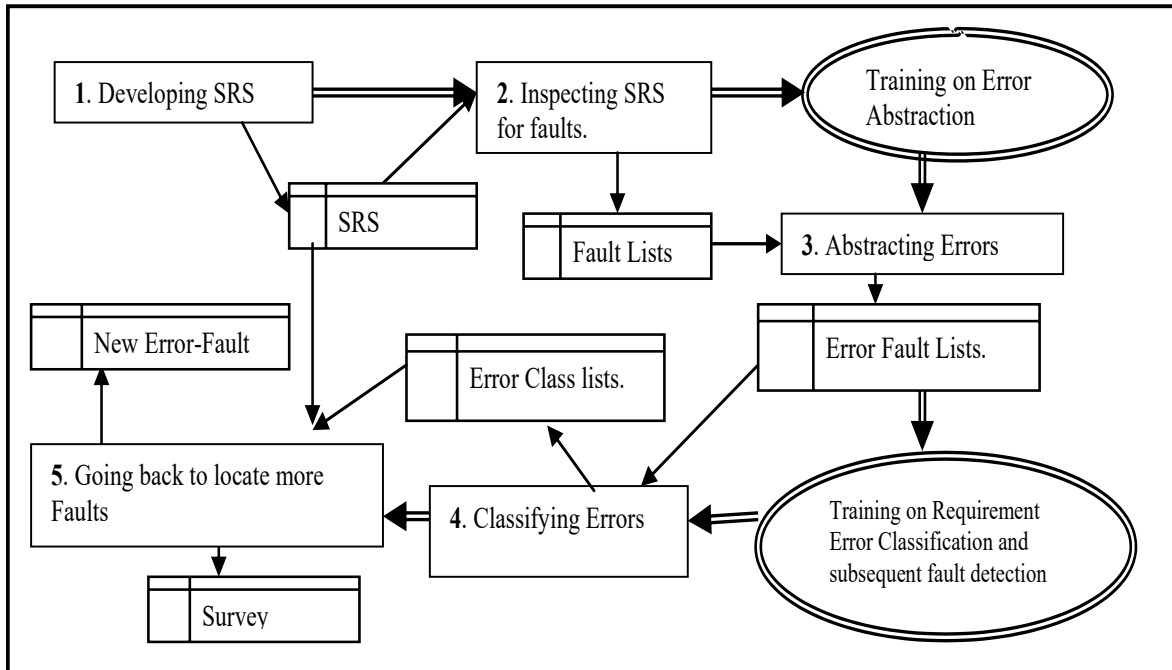 1. Developing SRS
2. Inspecting SRS
for faults.
Training on Error
Abstraction
SRS
Fault Lists
3. Abstracting Errors
New Error-Fault
Error Class lists.
Error Fault Lists.
5. Going back to locate more
Faults
4. Classifying Errors
Training on Requirement
Error Classification and
subsequent fault detection
Survey